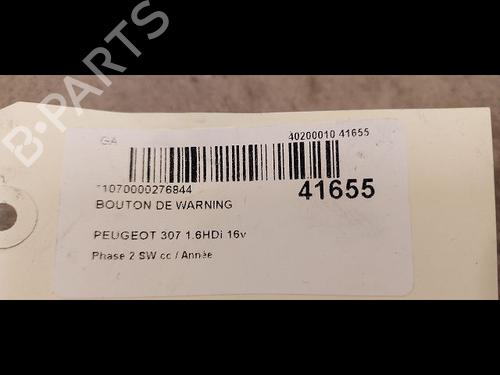 B-PARTS
GA
40200010 41655
*1070000276844
41655
BOUTON DE WARNING
PEUGEOT 307 1.6HDi 16v
Phase 2 SW cc / Année